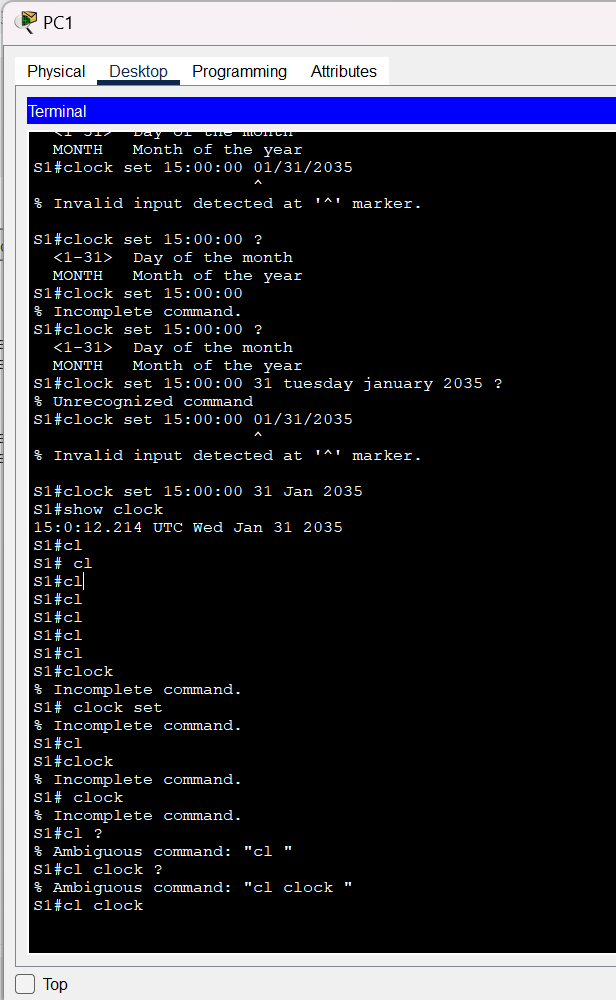 PC1
Physical Desktop Programming Attributes
Terminal
<1-31> Day of the month
MONTH Month of the year
S1#clock set 15:00:00 01/31/2035
^
% Invalid input detected at '^' marker.
S1#clock set 15:00:00 ?
<1-31> Day of the month
MONTH Month of the year
S1#clock set 15:00:00
% Incomplete command.
S1#clock set 15:00:00 ?
<1-31> Day of the month
MONTH Month of the year
S1#clock set 15:00:00 31 tuesday january 2035 ?
% Unrecognized command
S1#clock set 15:00:00 01/31/2035
^
% Invalid input detected at '^' marker.
S1#clock set 15:00:00 31 Jan 2035
S1#show clock
15:0:12.214 UTC Wed Jan 31 2035
S1#cl
S1# cl
S1#cl
S1#cl
S1#cl
S1#cl
S1#cl
S1#clock
% Incomplete command.
S1# clock set
% Incomplete command.
S1#cl
S1#clock
% Incomplete command.
S1# clock
% Incomplete command.
S1#cl ?
% Ambiguous command: "cl "
S1#cl clock ?
% Ambiguous command: "cl clock "
S1#cl clock
Top